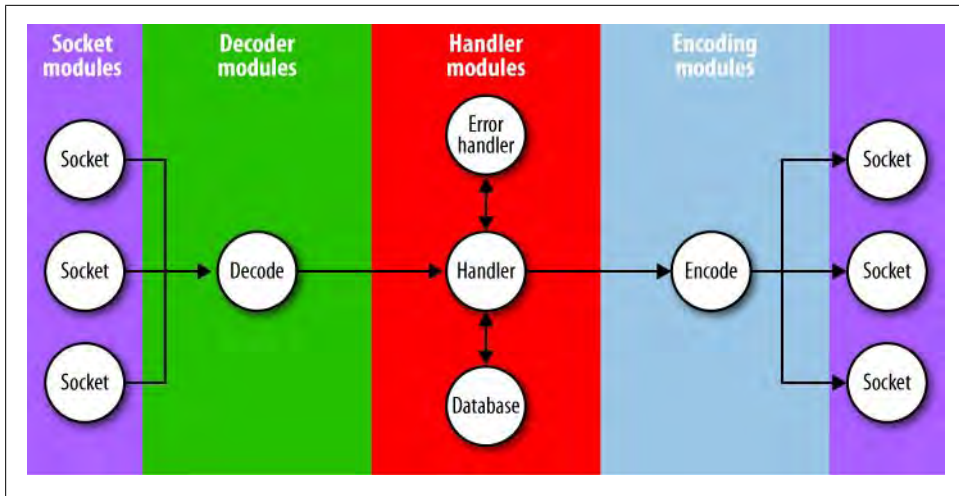 Socket
modules
Decoder
modules
Handler
modules
Encoding
modules
Error
handler
Socket
Socket
Socket
Decode
Handler
Encode
Socket
Socket
Socket
Database
Socket